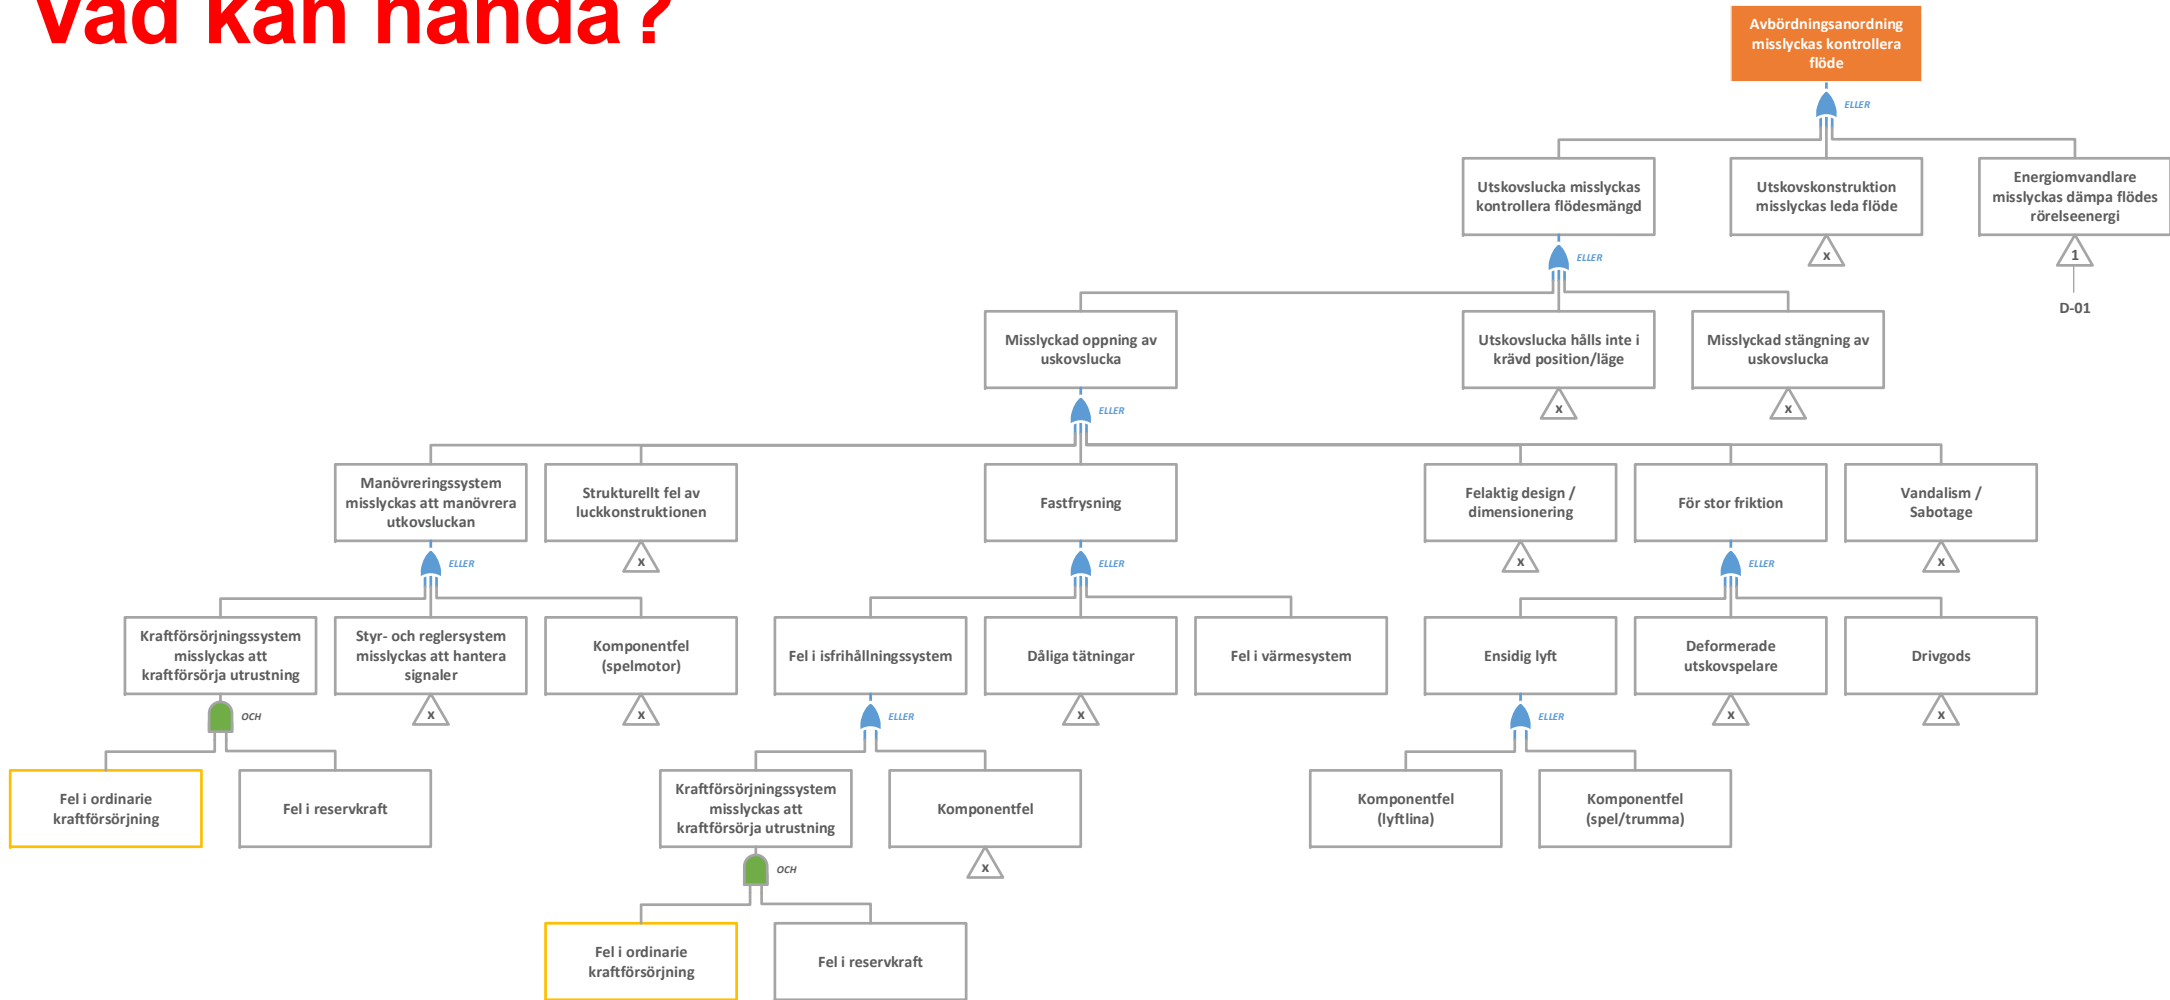 Vad kan hända?
Avbördningsanordning
misslyckas kontrollera
flöde
ELLER
Utskovslucka misslyckas
kontrollera flödesmängd
Utskovskonstruktion
misslyckas leda flöde
Energiomvandlare
misslyckas dämpa flödes
rörelseenergi
ELLER
x
1
D-01
Misslyckad oppning av
uskovslucka
Utskovslucka hålls inte i
krävd position/läge
Misslyckad stängning av
uskovslucka
ELLER
x
x
Manövreringssystem
misslyckas att manövrera
utkovsluckan
Strukturellt fel av
luckkonstruktionen
Fastfrysning
Felaktig design /
dimensionering
För stor friktion
Vandalism /
Sabotage
ELLER
x
ELLER
x
ELLER
x
Kraftförsörjningssystem
misslyckas att
kraftförsörja utrustning
Styr- och reglersystem
misslyckas att hantera
signaler
Komponentfel
(spelmotor)
Fel i isfrihållningssystem
Dåliga tätningar
Fel i värmesystem
Ensidig lyft
Deformerade
utskovspelare
Drivgods
OCH
x
x
ELLER
x
ELLER
x
x
Fel i ordinarie
kraftförsörjning
Fel i reservkraft
Kraftförsörjningssystem
misslyckas att
kraftförsörja utrustning
Komponentfel
Komponentfel
(lyftlina)
Komponentfel
(spel/trumma)
OCH
x
Fel i ordinarie
kraftförsörjning
Fel i reservkraft